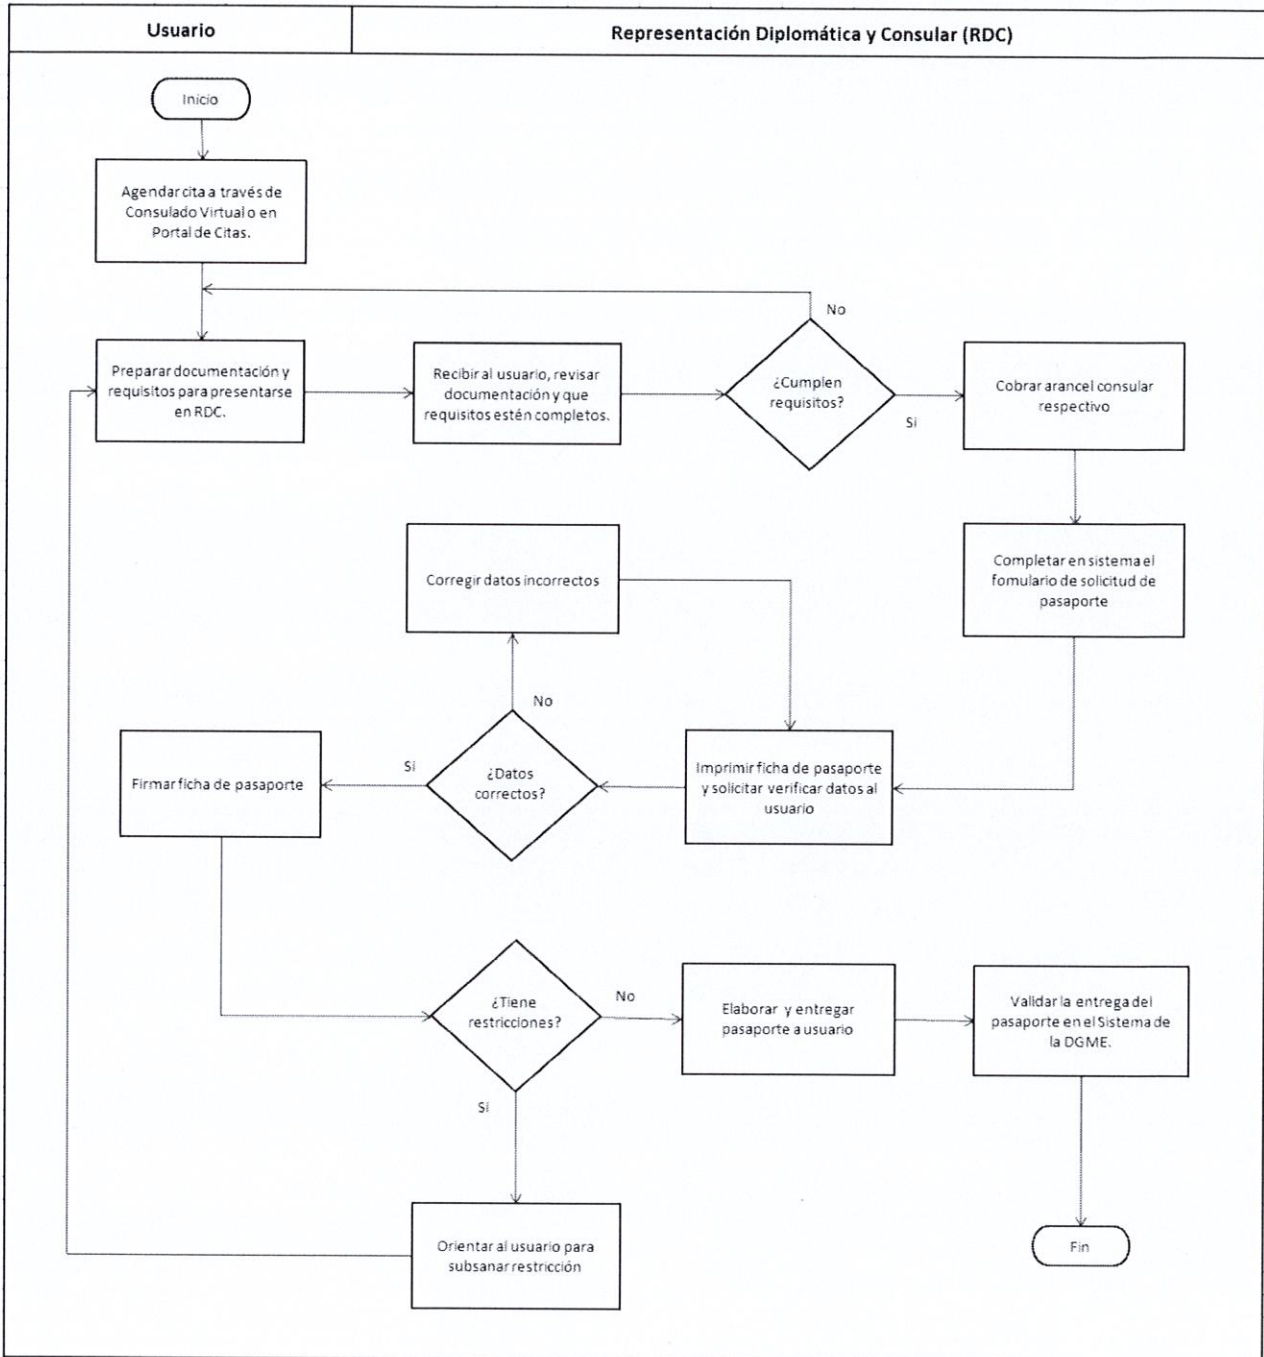 Usuario
Representación Diplomática y Consular (RDC)
Inicio
Agendar cita a través de
Consulado Virtual o en
Portal de Citas.
No
Preparar documentación y
requisitos para presentarse
en RDC.
Recibir al usuario, revisar
documentación y que
requisitos estén completos.
¿Cumplen
requisitos?
Si
Cobrar arancel consular
respectivo
Corregir datos incorrectos
Completar en sistema el
fomulario de solicitud de
pasaporte
No
Firmar ficha de pasaporte
Si
¿Datos
correctos?
Imprimir ficha de pasaporte
y solicitar verificar datos al
usuario
¿Tiene
restricciones?
No
Elaborar y entregar
pasaporte a usuario
Validar la entrega del
pasaporte en el Sistema de
la DGME.
Sí
Orientar al usuario para
subsanar restricción
Fin